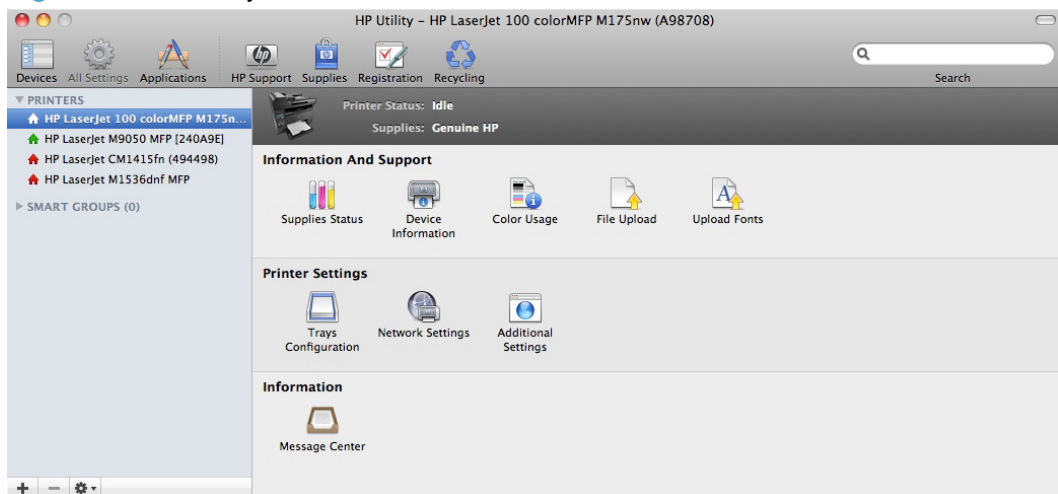 HP Utility – HP LaserJet 100 colorMFP M175nw (A98708)
Devices All Settings Applications HP Support Supplies Registration Recycling
Search
PRINTERS
HP LaserJet 100 colorMFP M175n...
HP LaserJet M9050 MFP [240A9E]
HP LaserJet CM1415fn (494498)
HP LaserJet M1536dnf MFP
SMART GROUPS (0)
Printer Status: Idle
Supplies: Genuine HP
Information And Support
Supplies Status
Device
Information
Color Usage
File Upload
Upload Fonts
Printer Settings
Trays
Configuration
Network Settings
Additional
Settings
Information
Message Center